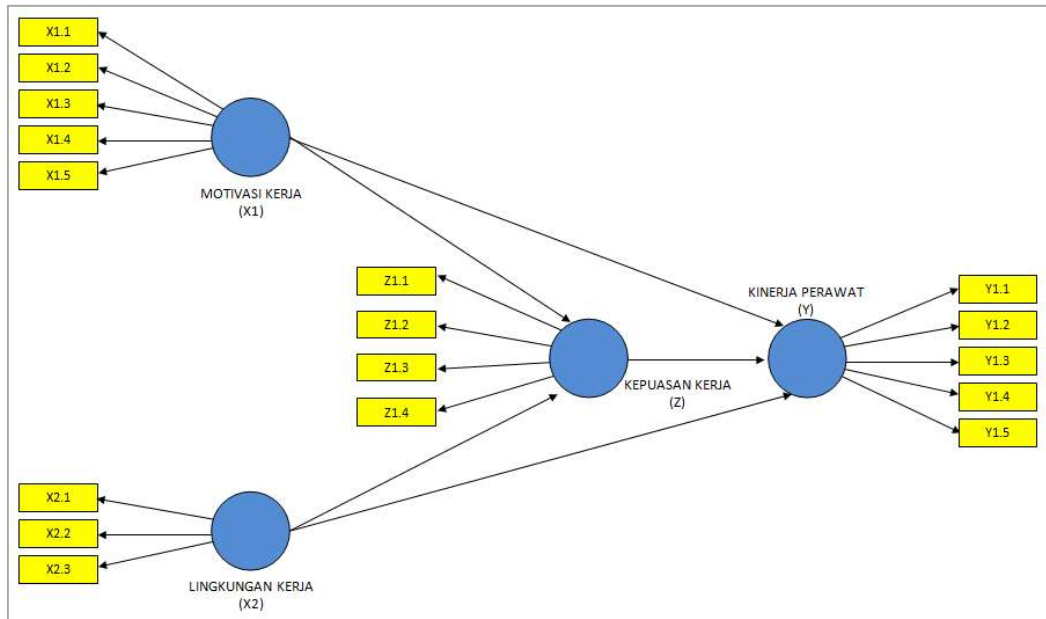 X1.1
X1.2
X1.3
X1.4
X1.5
MOTIVASI KERJA
(X1)
Z1.1
Z1.2
Z1.3
Z1.4
KEPUASAN KERJA
(Z)
KINERJA PERAWAT
(Y)
Y1.1
Y1.2
Y1.3
Y1.4
Y1.5
X2.1
X2.2
X2.3
LINGKUNGAN KERJA
(X2)